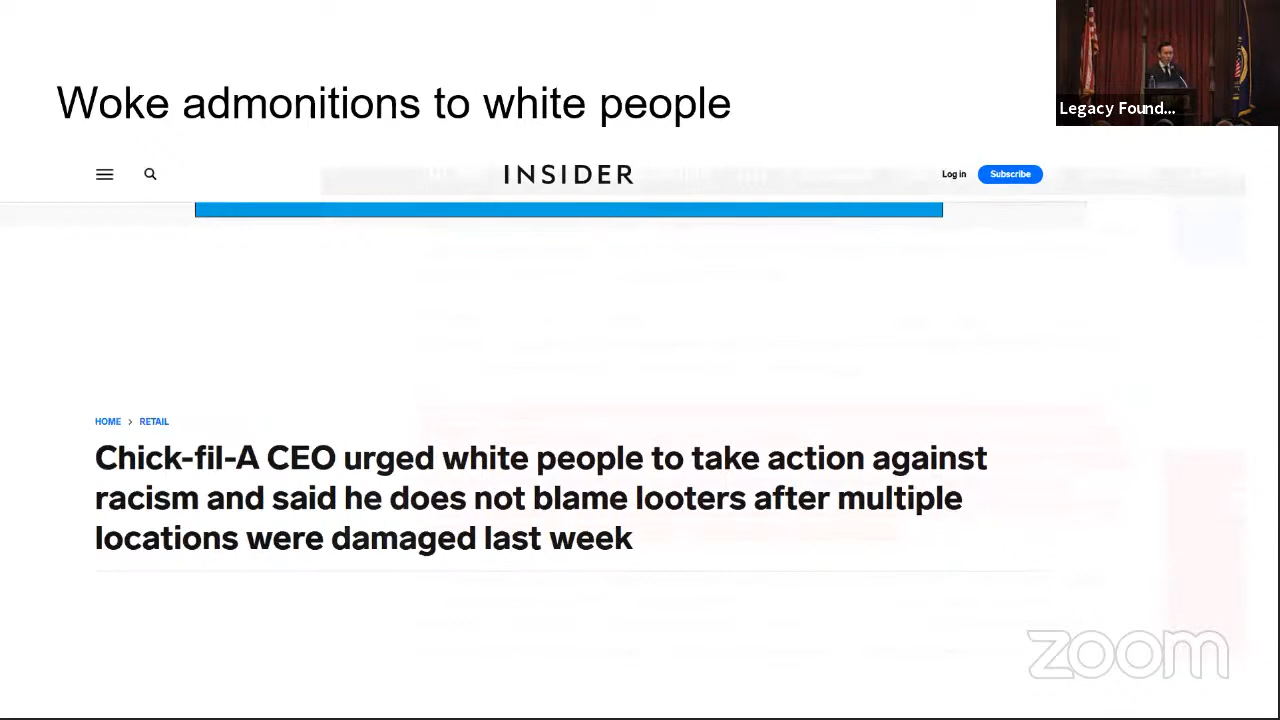 Woke admonitions to white people
Legacy Found...
INSIDER
Log in
Subscribe
HOME > RETAIL
Chick-fil-A CEO urged white people to take action against
racism and said he does not blame looters after multiple
locations were damaged last week
zoom